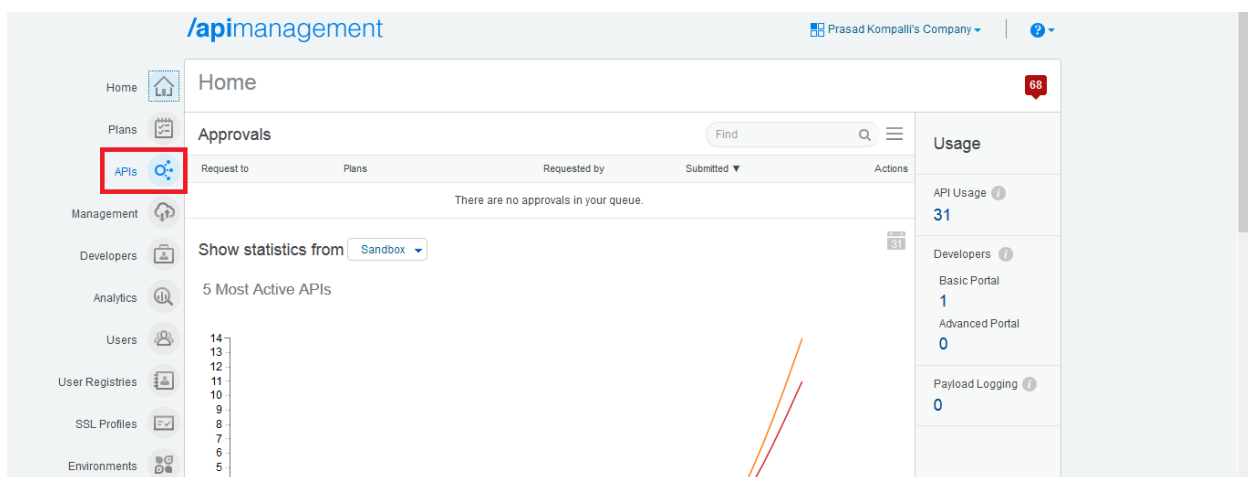 /apimanagement
Prasad Kompalli's Company
?
Home
Plans
APIs
Management
Developers
Analytics
Users
User Registries
SSL Profiles
Environments
Home
68
Approvals
Find
Request to Plans Requested by Submitted ▼ Actions
There are no approvals in your queue.
Show statistics from Sandbox
31
5 Most Active APIs
14
13
12
11
10
9
8
7
6
5
Usage
API Usage i
31
Developers i
Basic Portal
1
Advanced Portal
0
Payload Logging i
0